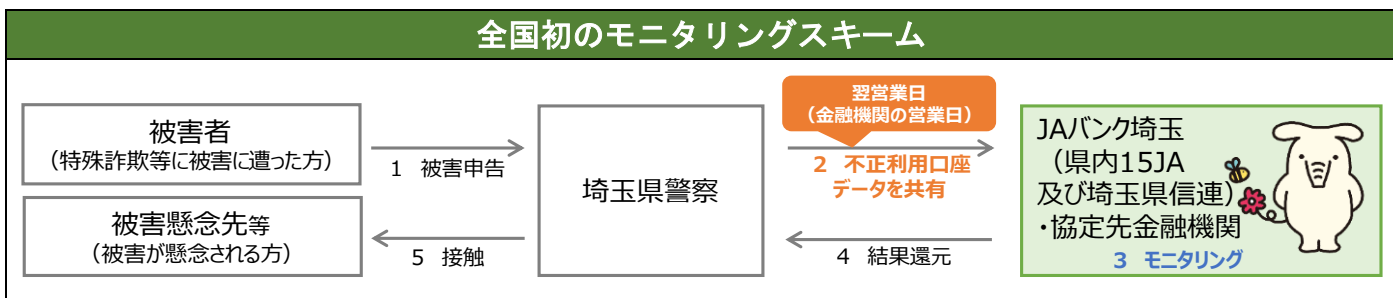 全国初のモニタリングスキーム
被害者
（特殊詐欺等に被害に遭った方）
1 被害申告
埼玉県警察
翌営業日
（金融機関の営業日）
2 不正利用口座
データを共有
JAバンク埼玉
（県内15JA
及び埼玉県信連）
・協定先金融機関
3 モニタリング
4 結果還元
5 接触
被害懸念先等
（被害が懸念される方）